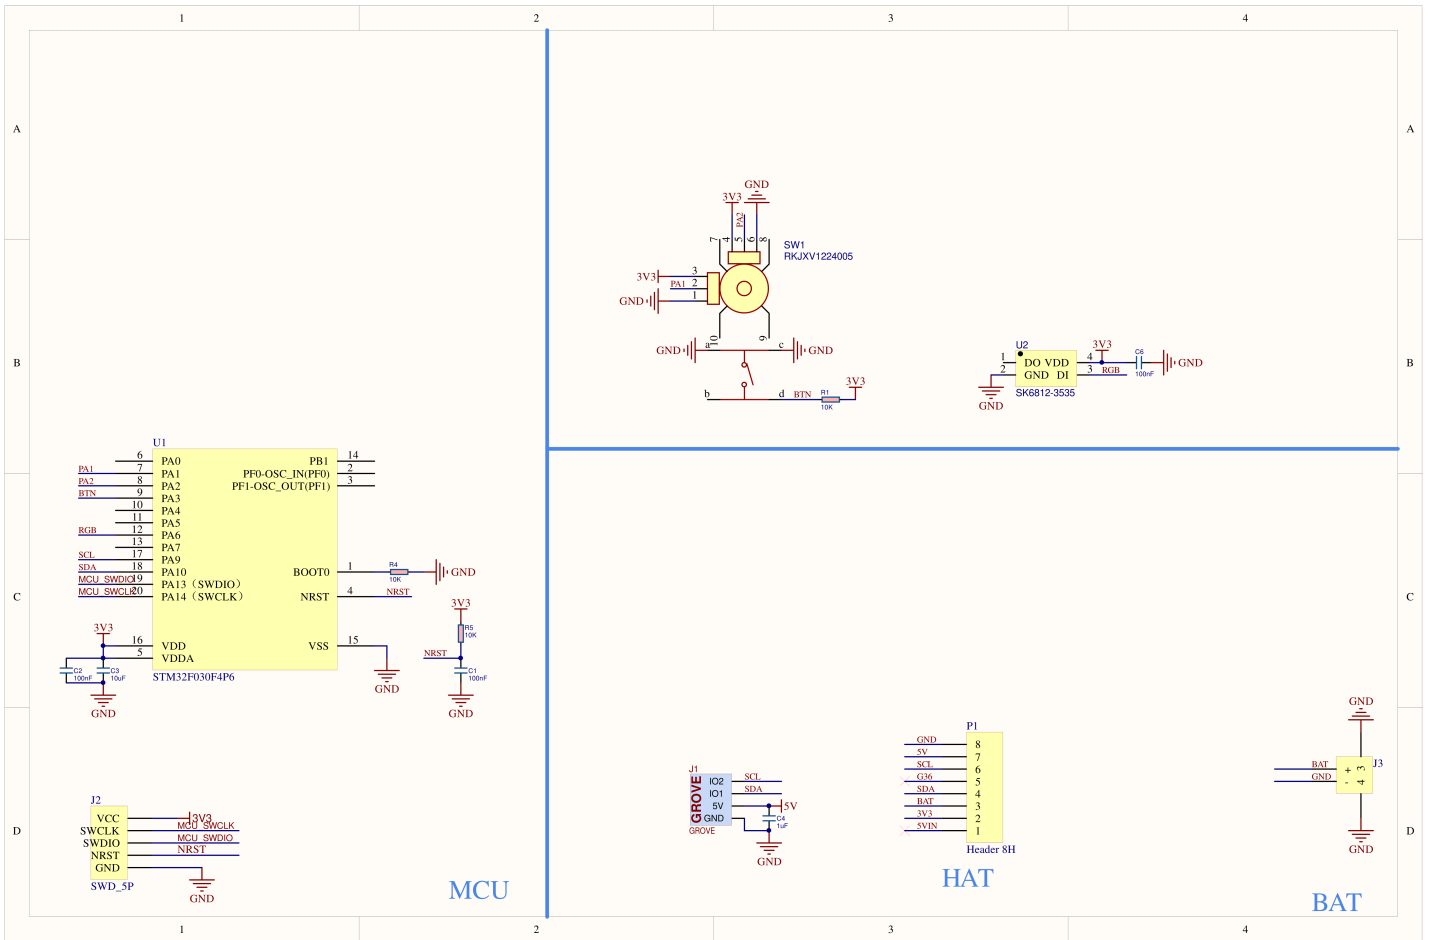 1 2 3 4
A A
GND
3V3
PA2
7 4 5 6 8
SW1
RKJXV1224005
3V3 3
PA1 2
GND 1
10 9
GND a c GND
b d BTN R1 3V3
10K
B B
U2
1 DO VDD 4 3V3 C6 GND
2 GND DI 3 RGB 100nF
GND SK6812-3535
U1
6 PA0 PB1 14
PA1 7 PA1 PF0-OSC_IN(PF0) 2
PA2 8 PA2 PF1-OSC_OUT(PF1) 3
BTN 9 PA3
10 PA4
11 PA5
RGB 12 PA6
13 PA7
SCL 17 PA9
SDA 18 PA10 BOOT0 1 R4 GND
10K
MCU_SWDIO 19 PA13（SWDIO）
MCU_SWCLK 20 PA14（SWCLK） NRST 4 NRST
C C
3V3 3V3
R5
10K
16 VDD VSS 15
5 VDDA NRST
C2 C3 C1
100nF 10uF 100nF
STM32F030F4P6 GND
GND GND
GND
P1
GND 8
5V 7
SCL 6
G36 5
SDA 4
BAT 3
3V3 2
5VIN 1
Header 8H
J1
GROVE
IO2 SCL
IO1 SDA
5V 5V
GND C4
1uF
GROVE
GND
BAT + 3 J3
GND - 4
GND
J2
VCC 3V3
SWCLK MCU_SWCLK
SWDIO MCU_SWDIO
NRST NRST
GND
SWD_5P
GND
D D
MCU HAT BAT
1 2 3 4